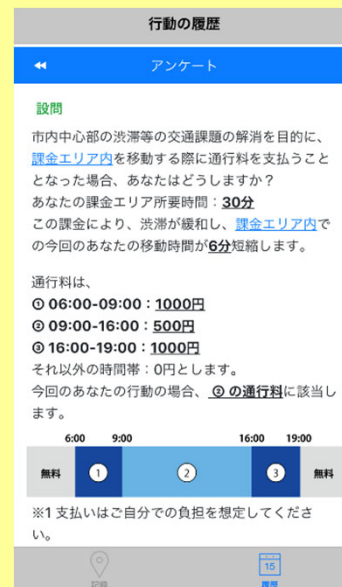 行動の履歴
アンケート
設問
市内中心部の渋滞等の交通課題の解消を目的に、
課金エリア内を移動する際に通行料を支払うこと
となった場合、あなたはどうしますか？
あなたの課金エリア所要時間：30分
この課金により、渋滞が緩和し、課金エリア内で
の今回のあなたの移動時間が6分短縮します。
通行料は、
① 06:00-09:00：1000円
② 09:00-16:00：500円
③ 16:00-19:00：1000円
それ以外の時間帯：0円とします。
今回のあなたの行動の場合、② の通行料に該当し
ます。
6:00 9:00 16:00 19:00
無料 1 2 3 無料
※1 支払いはご自分での負担を想定してくださ
い。
15
記録 履歴